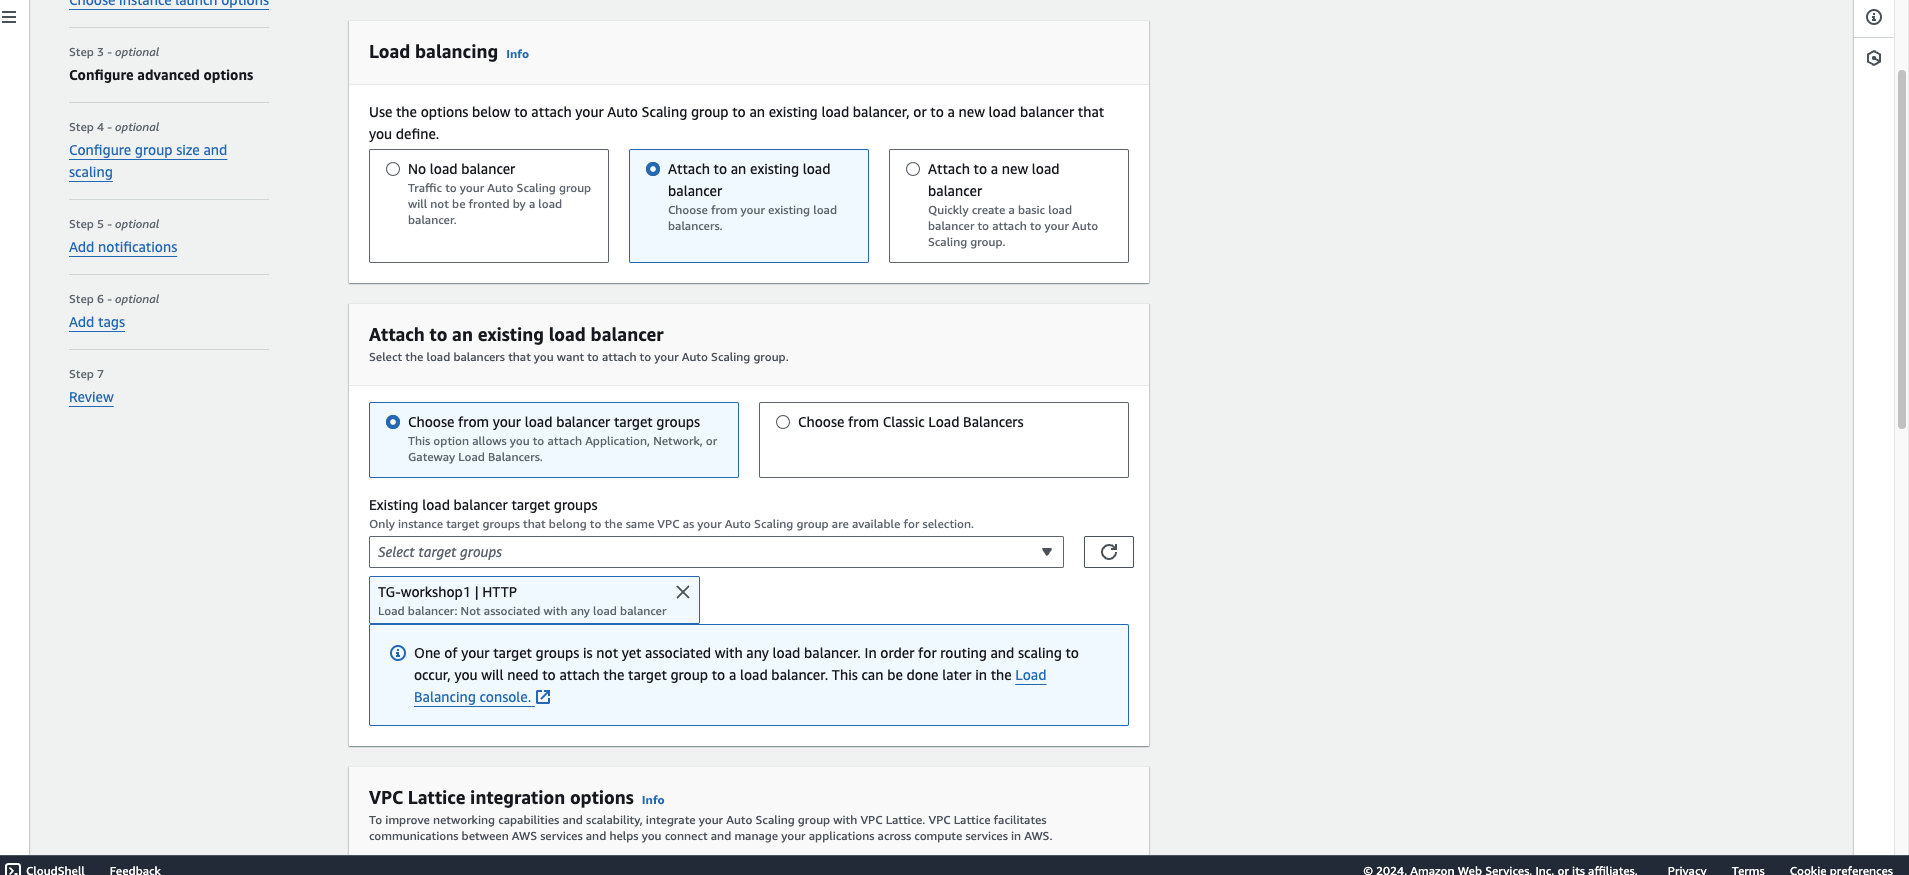 Choose instance launch options
Step 3 - optional
Configure advanced options
Step 4 - optional
Configure group size and
scaling
Step 5 - optional
Add notifications
Step 6 - optional
Add tags
Step 7
Review
Load balancing Info
Use the options below to attach your Auto Scaling group to an existing load balancer, or to a new load balancer that
you define.
No load balancer
Traffic to your Auto Scaling group
will not be fronted by a load
balancer.
Attach to an existing load
balancer
Choose from your existing load
balancers.
Attach to a new load
balancer
Quickly create a basic load
balancer to attach to your Auto
Scaling group.
Attach to an existing load balancer
Select the load balancers that you want to attach to your Auto Scaling group.
Choose from your load balancer target groups
This option allows you to attach Application, Network, or
Gateway Load Balancers.
Choose from Classic Load Balancers
Existing load balancer target groups
Only instance target groups that belong to the same VPC as your Auto Scaling group are available for selection.
Select target groups
TG-workshop1 | HTTP
Load balancer: Not associated with any load balancer
One of your target groups is not yet associated with any load balancer. In order for routing and scaling to
occur, you will need to attach the target group to a load balancer. This can be done later in the Load
Balancing console.
VPC Lattice integration options Info
To improve networking capabilities and scalability, integrate your Auto Scaling group with VPC Lattice. VPC Lattice facilitates
communications between AWS services and helps you connect and manage your applications across compute services in AWS.
CloudShell Feedback © 2024, Amazon Web Services, Inc. or its affiliates. Privacy Terms Cookie preferences